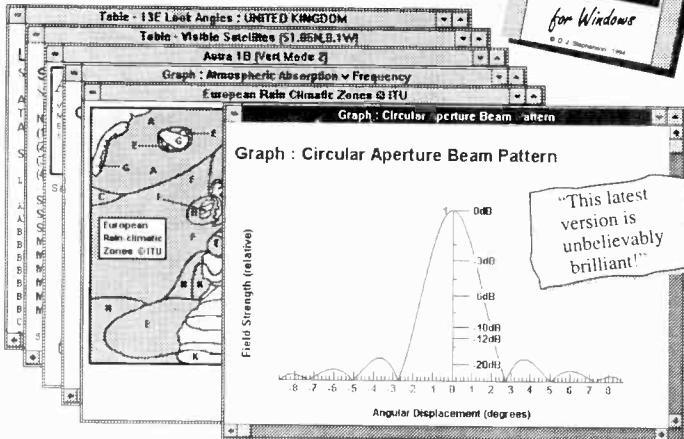 for Windows
© D J Stephenson 1994
Table - 13E Look Angles : UNITED KINGDOM
Table - Visible Satellites [51.85N,8.1W]
Astra 1B [Vert Mode 2]
Graph : Atmospheric Absorption v Frequency
European Rain Climatic Zones © ITU
Graph : Circular Aperture Beam Pattern
Graph : Circular Aperture Beam Pattern
"This latest
version is
unbelievably
brilliant!"
European
Rain climatic
Zones ©ITU
A
E
G
G
A
C
F
F
F
E
K
Field Strength (relative)
1
0dB
-3dB
-6dB
-10dB
-12dB
-20dB
-8 -7 -6 -5 -4 -3 -2 -1 0 1 2 3 4 5 6 7 8
Angular Displacement (degrees)